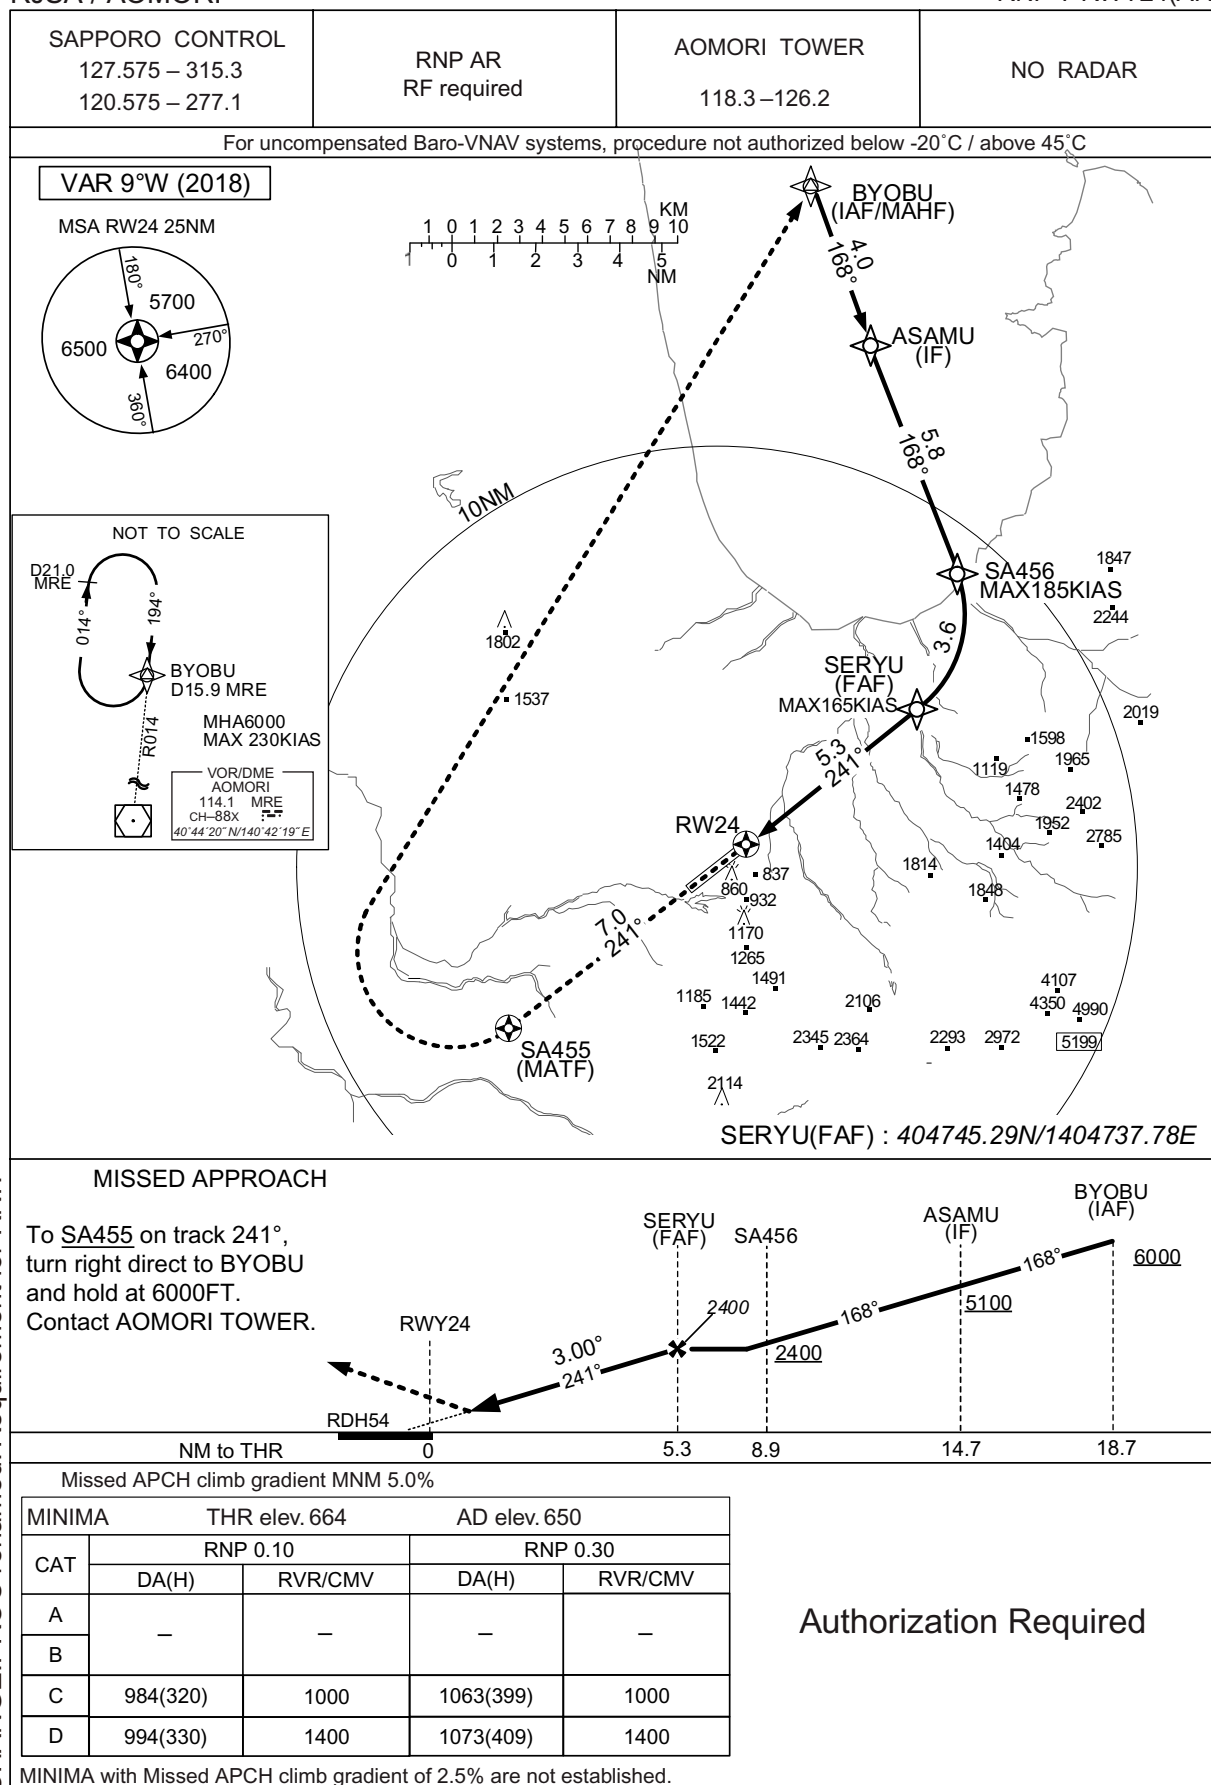 RJSA / AOMORI
SAPPORO CONTROL
127.575 – 315.3
120.575 – 277.1
RNP AR
RF required
AOMORI TOWER
118.3 –126.2
NO RADAR
For uncompensated Baro-VNAV systems, procedure not authorized below -20˚C / above 45˚C
VAR 9°W (2018)
MSA RW24 25NM
180°
5700
270°
6500
6400
360°
KM
1 0 1 2 3 4 5 6 7 8 9 10
1 0 1 2 3 4 5
NM
BYOBU
(IAF/MAHF)
4.0
168°
ASAMU
(IF)
5.8
168°
10NM
NOT TO SCALE
D21.0
MRE
014°
194°
BYOBU
D15.9 MRE
R014
MHA6000
MAX 230KIAS
VOR/DME
AOMORI
114.1 MRE
CH–88X
40˚44´20˝N/140˚42´19˝E
SA456
MAX185KIAS
1847
2244
1802
3.6
SERYU
(FAF)
MAX165KIAS
1537
2019
1598
1965
1119
5.3
241°
1478
2402
1952
2785
RW24
1404
837
1814
860
932
1848
7.0
241°
1170
1265
1491
4107
1185
1442
2106
4350
4990
SA455
(MATF)
1522
2345
2364
2293
2972
5199
2114
SERYU(FAF) : 404745.29N/1404737.78E
MISSED APPROACH
To SA455 on track 241°,
turn right direct to BYOBU
and hold at 6000FT.
Contact AOMORI TOWER.
BYOBU
(IAF)
ASAMU
(IF)
SERYU
(FAF)
SA456
6000
168°
5100
168°
2400
2400
RWY24
3.00°
241°
RDH54
NM to THR 0 5.3 8.9 14.7 18.7
Missed APCH climb gradient MNM 5.0%
MINIMA THR elev. 664 AD elev. 650
CAT RNP 0.10 RNP 0.30
DA(H) RVR/CMV DA(H) RVR/CMV
A – – – –
B
C 984(320) 1000 1063(399) 1000
D 994(330) 1400 1073(409) 1400
Authorization Required
MINIMA with Missed APCH climb gradient of 2.5% are not established.